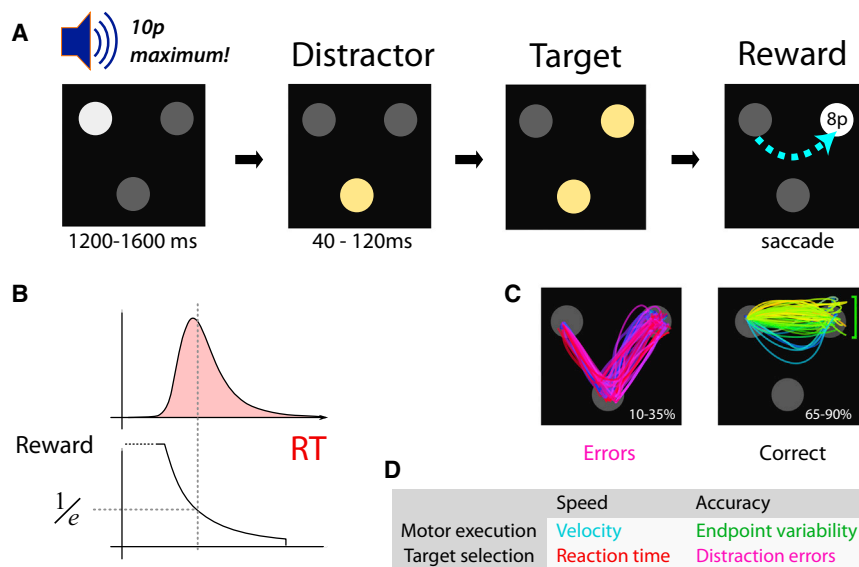 A
10p
maximum!
Distractor
Target
Reward
8p
1200-1600 ms
40 - 120ms
saccade
B
RT
Reward
1/e
C
10-35%
65-90%
Errors
Correct
D
Speed Accuracy
Motor execution Velocity Endpoint variability
Target selection Reaction time Distraction errors